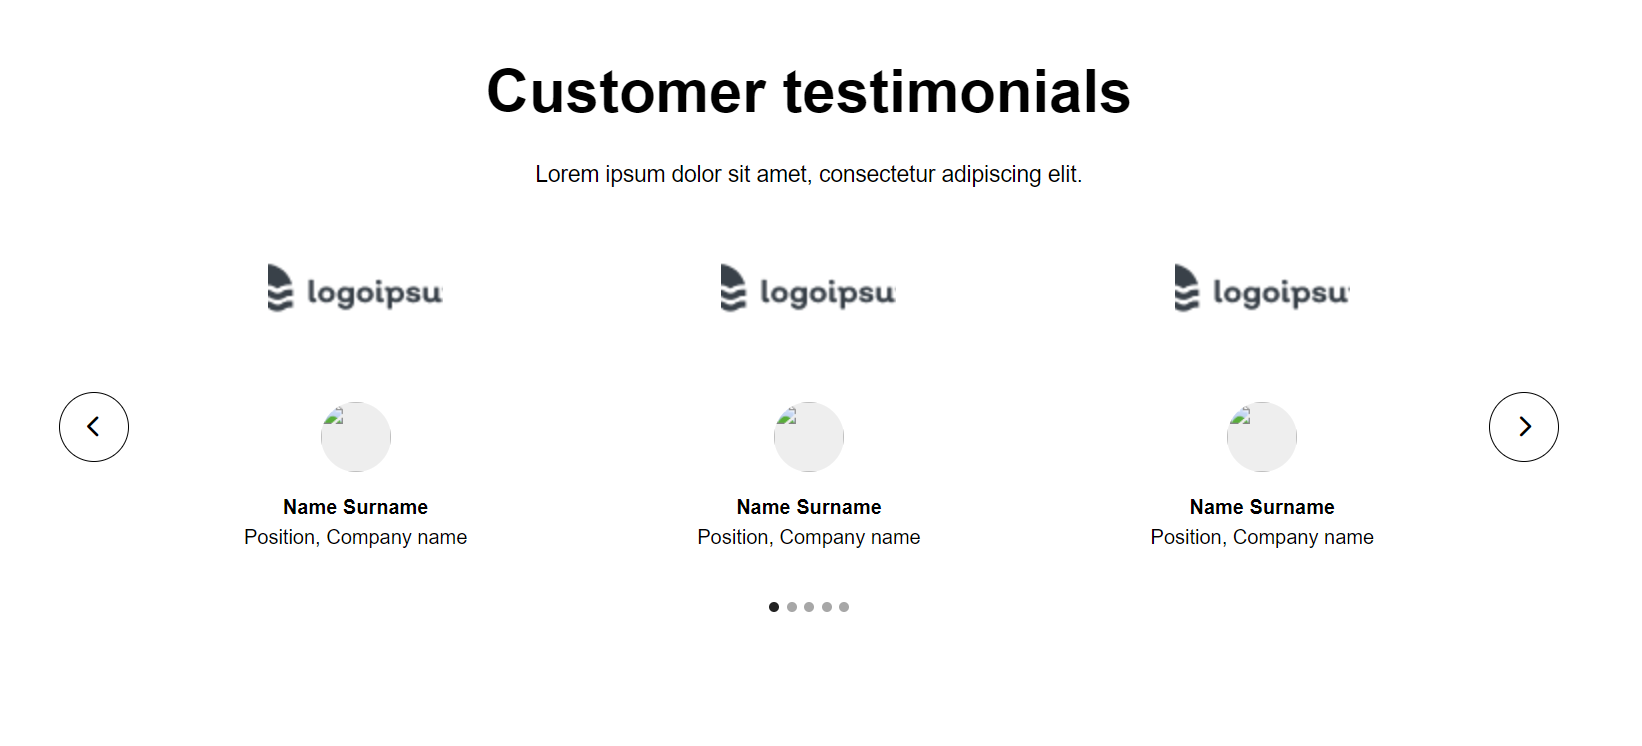 Customer testimonials
Lorem ipsum dolor sit amet, consectetur adipiscing elit.
logoipsu logoipsu logoipsu
Name Surname Name Surname Name Surname
Position, Company name Position, Company name Position, Company name